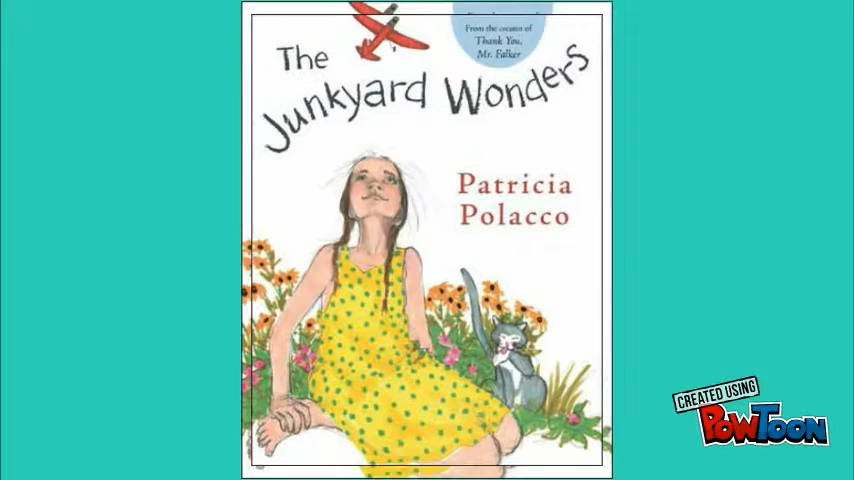 From the creator of
Thank You,
Mr. Falker
The
Junkyard Wonders
Patricia
Polacco
CREATED USING
POWTOON